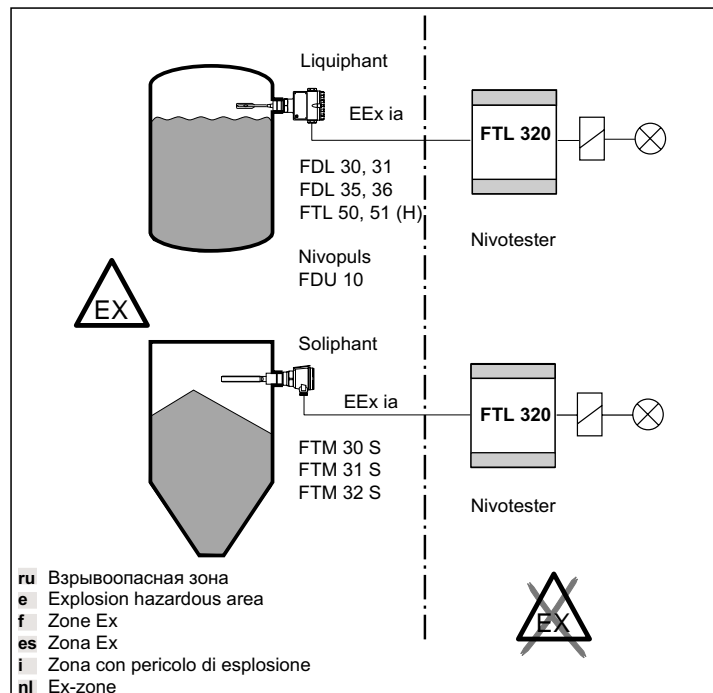 Liquiphant
EEx ia
FTL 320
FDL 30, 31
FDL 35, 36
FTL 50, 51 (H)
Nivotester
Nivopuls
FDU 10
EX
Soliphant
EEx ia
FTL 320
FTM 30 S
FTM 31 S
FTM 32 S
Nivotester
ru Взрывоопасная зона
e Explosion hazardous area
f Zone Ex
es Zona Ex
i Zona con pericolo di esplosione
nl Ex-zone
EX